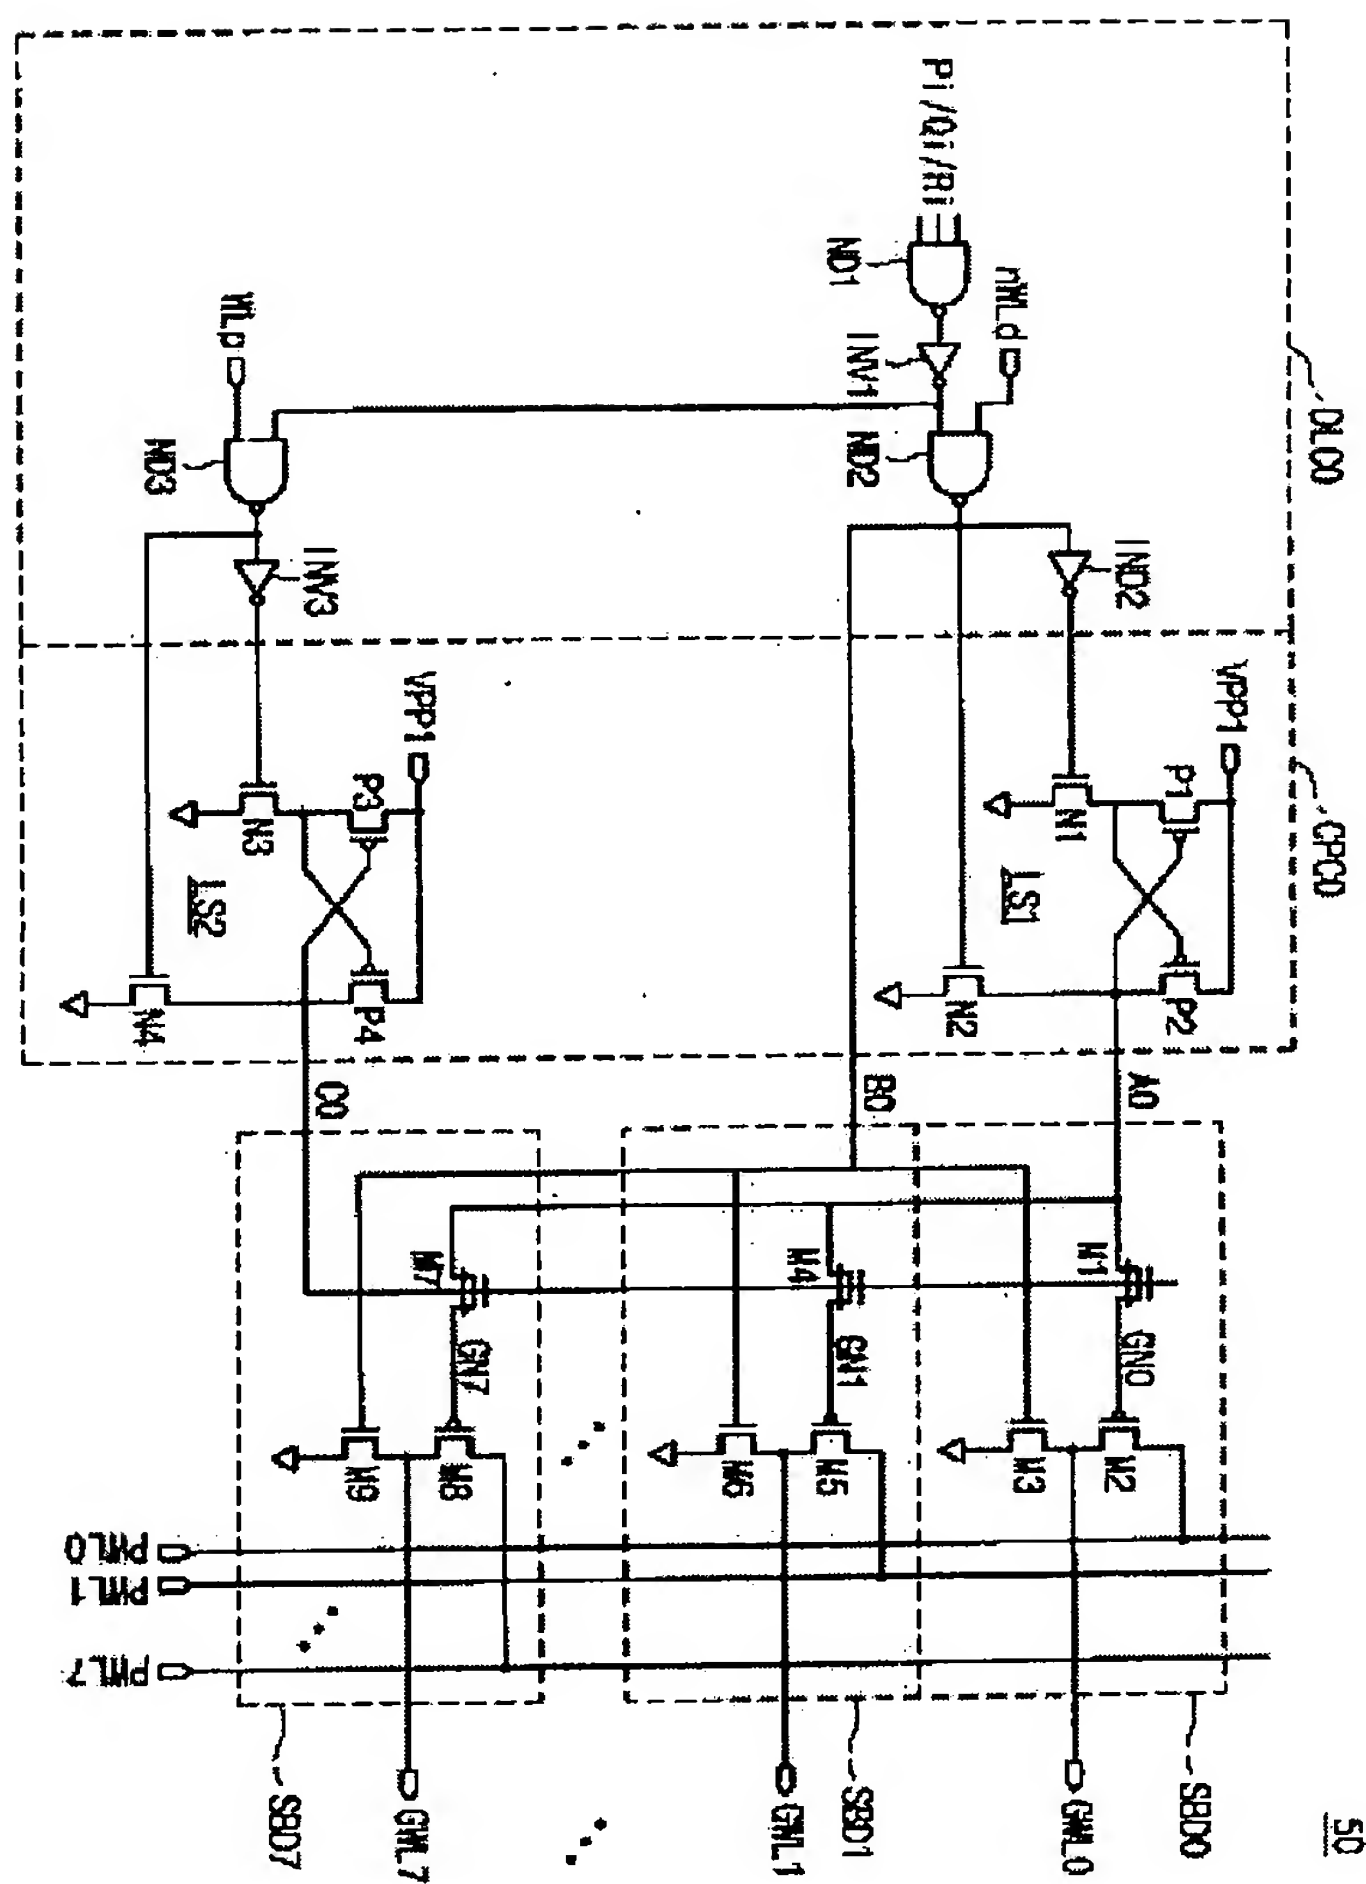 50
DLC0
CPC0
Pi/Qi/Ri
ND1
nWLd
INV1
ND2
IND2
WLp
ND3
INV3
VPP1
P1
N1
LS1
P2
N2
VPP1
P3
N3
LS2
P4
N4
A0
B0
C0
M1
GN0
M2
M3
M4
GN1
M5
M6
M7
GN7
M8
M9
PWL0
PWL1
PWL7
SBD0
SBD1
SBD7
GWL0
GWL1
GWL7